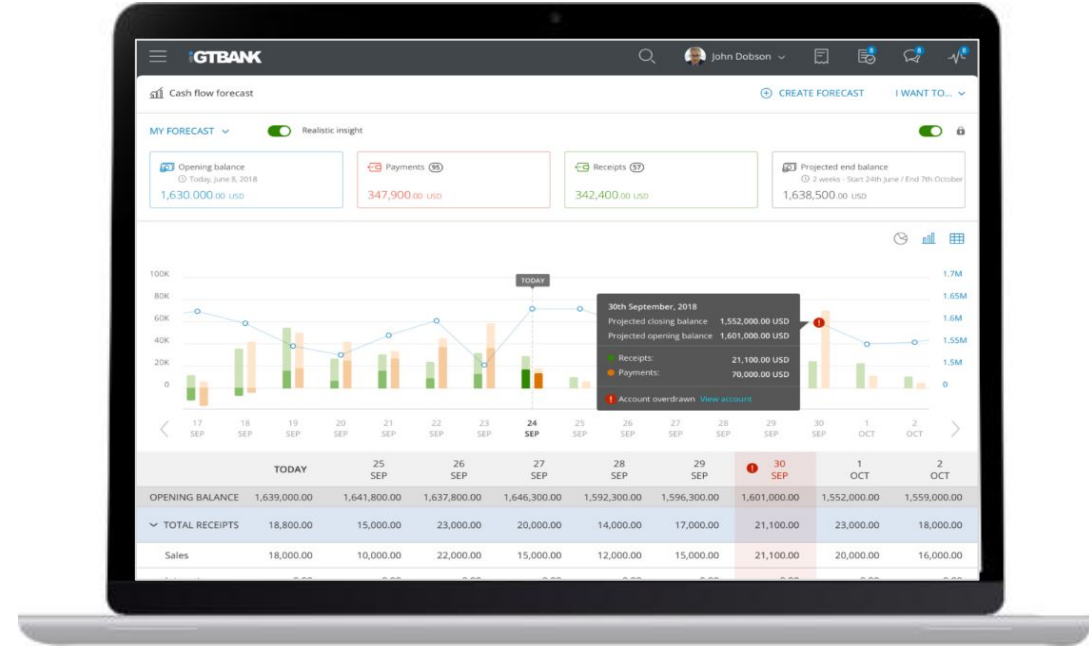 iGTBANK
John Dobson
8
8
8
Cash flow forecast
CREATE FORECAST
I WANT TO...
MY FORECAST
Realistic insight
Opening balance
Today, June 8, 2018
1,630.000.00 USD
Payments 95
347,900.00 USD
Receipts 57
342,400.00 USD
Projected end balance
2 weeks - Start 24th June / End 7th October
1,638,500.00 USD
100K
80K
60K
40K
20K
0
TODAY
1.7M
1.65M
1.6M
1.55M
1.5M
0
30th September, 2018
Projected closing balance 1,552,000.00 USD
Projected opening balance 1,601,000.00 USD
Receipts: 21,100.00 USD
Payments: 70,000.00 USD
! Account overdrawn View account
!
17 18 19 20 21 22 23 24 25 26 27 28 29 30 1 2
SEP SEP SEP SEP SEP SEP SEP SEP SEP SEP SEP SEP SEP SEP OCT OCT
TODAY 25 26 27 28 29 ! 30 1 2
SEP SEP SEP SEP SEP SEP OCT OCT
OPENING BALANCE 1,639,000.00 1,641,800.00 1,637,800.00 1,646,300.00 1,592,300.00 1,596,300.00 1,601,000.00 1,552,000.00 1,559,000.00
TOTAL RECEIPTS 18,800.00 15,000.00 23,000.00 20,000.00 14,000.00 17,000.00 21,100.00 23,000.00 18,000.00
Sales 18,000.00 10,000.00 22,000.00 15,000.00 12,000.00 15,000.00 21,100.00 20,000.00 16,000.00